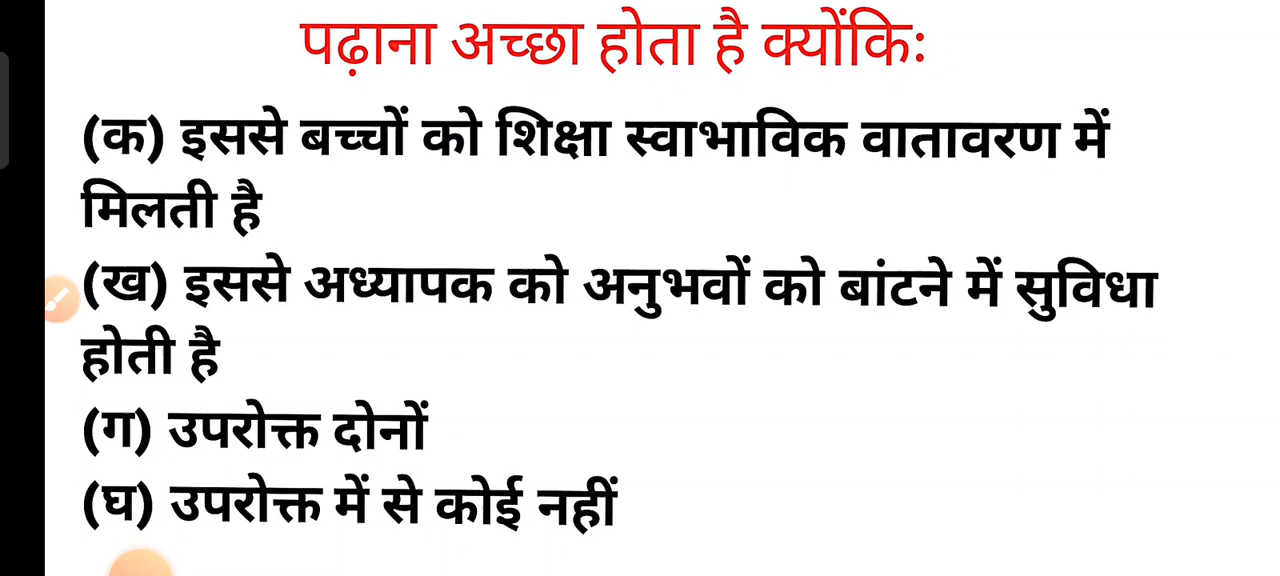 पढ़ाना अच्छा होता है क्योंकिः
(क) इससे बच्चों को शिक्षा स्वाभाविक वातावरण में
मिलती है
(ख) इससे अध्यापक को अनुभवों को बांटने में सुविधा
होती है
(ग) उपरोक्त दोनों
(घ) उपरोक्त में से कोई नहीं